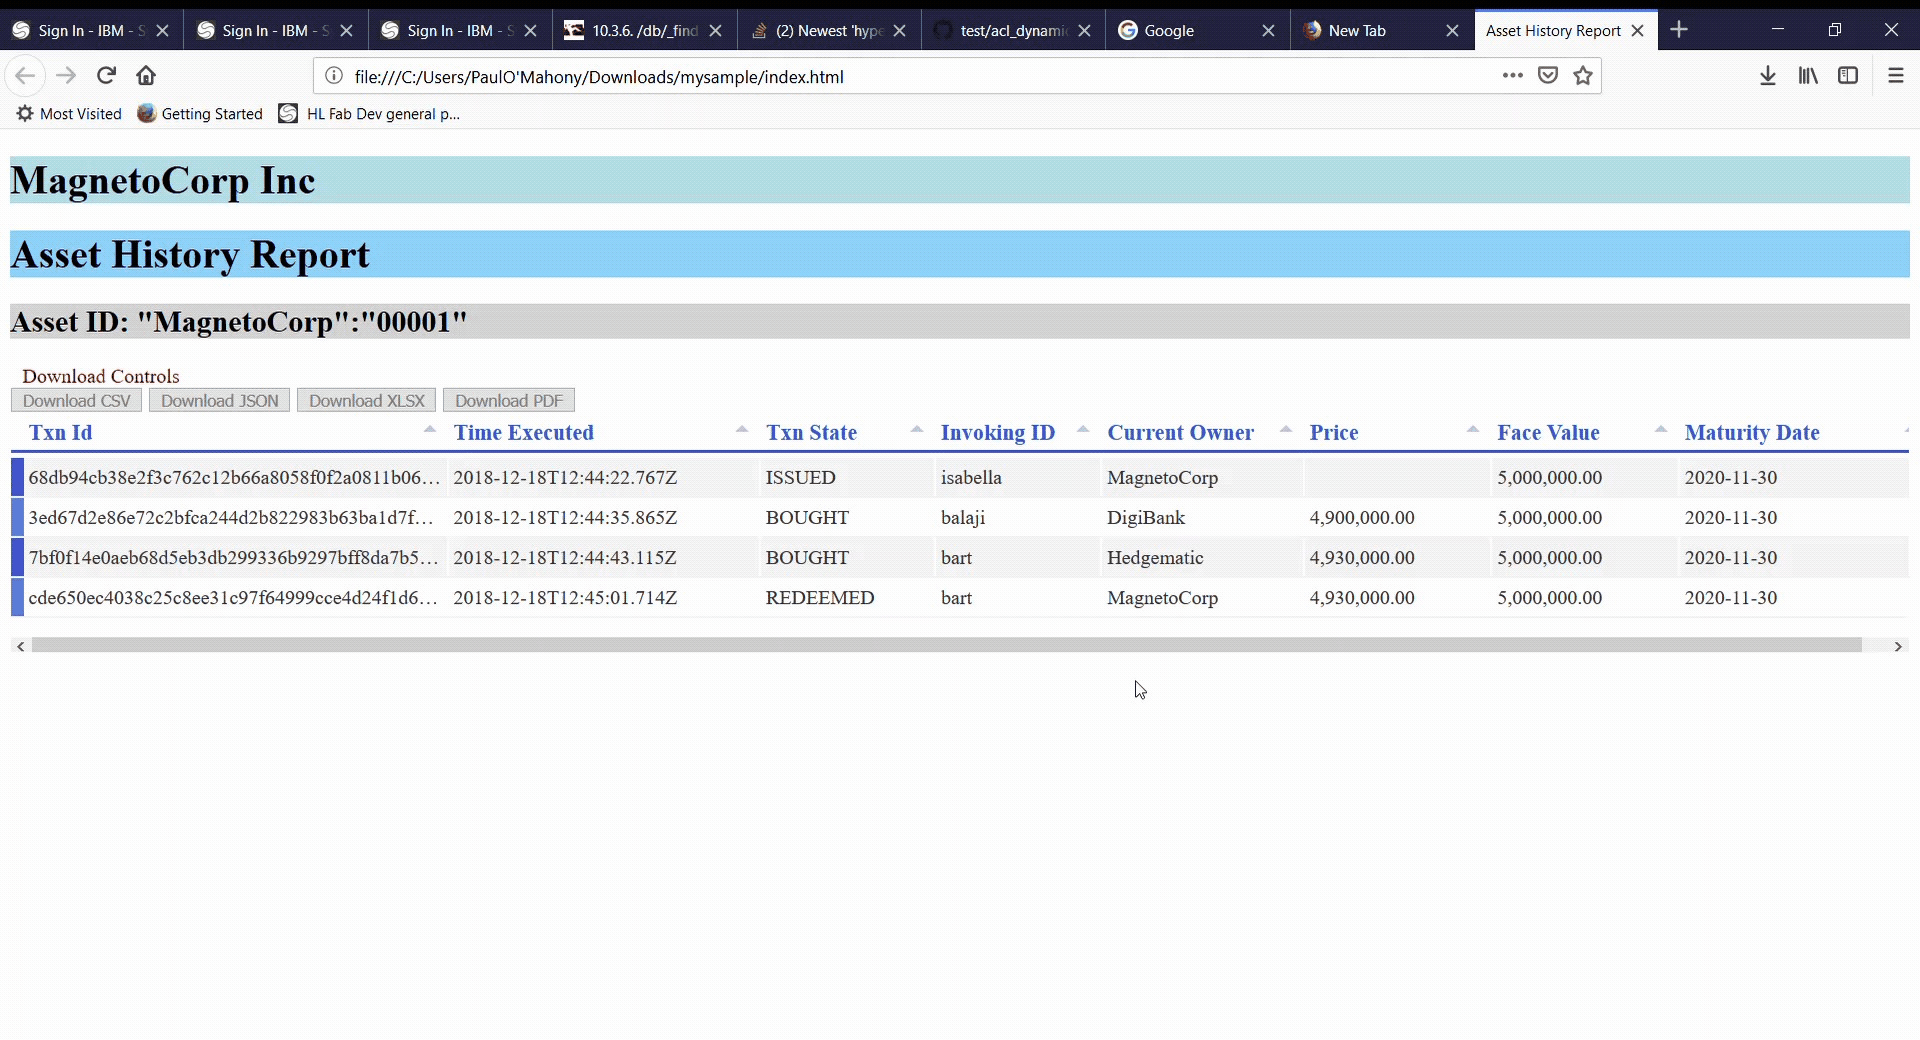 Sign In - IBM - S Sign In - IBM - S Sign In - IBM - S 10.3.6. /db/_find (2) Newest 'hype test/acl_dynami Google New Tab Asset History Report
file:///C:/Users/PaulO'Mahony/Downloads/mysample/index.html
Most Visited Getting Started HL Fab Dev general p...
MagnetoCorp Inc
Asset History Report
Asset ID: "MagnetoCorp":"00001"
Download Controls
Download CSV Download JSON Download XLSX Download PDF
Txn Id Time Executed Txn State Invoking ID Current Owner Price Face Value Maturity Date
68db94cb38e2f3c762c12b66a8058f0f2a0811b06... 2018-12-18T12:44:22.767Z ISSUED isabella MagnetoCorp 5,000,000.00 2020-11-30
3ed67d2e86e72c2bfca244d2b822983b63ba1d7f... 2018-12-18T12:44:35.865Z BOUGHT balaji DigiBank 4,900,000.00 5,000,000.00 2020-11-30
7bf0f14e0aeb68d5eb3db299336b9297bff8da7b5... 2018-12-18T12:44:43.115Z BOUGHT bart Hedgematic 4,930,000.00 5,000,000.00 2020-11-30
cde650ec4038c25c8ee31c97f64999cce4d24f1d6... 2018-12-18T12:45:01.714Z REDEEMED bart MagnetoCorp 4,930,000.00 5,000,000.00 2020-11-30